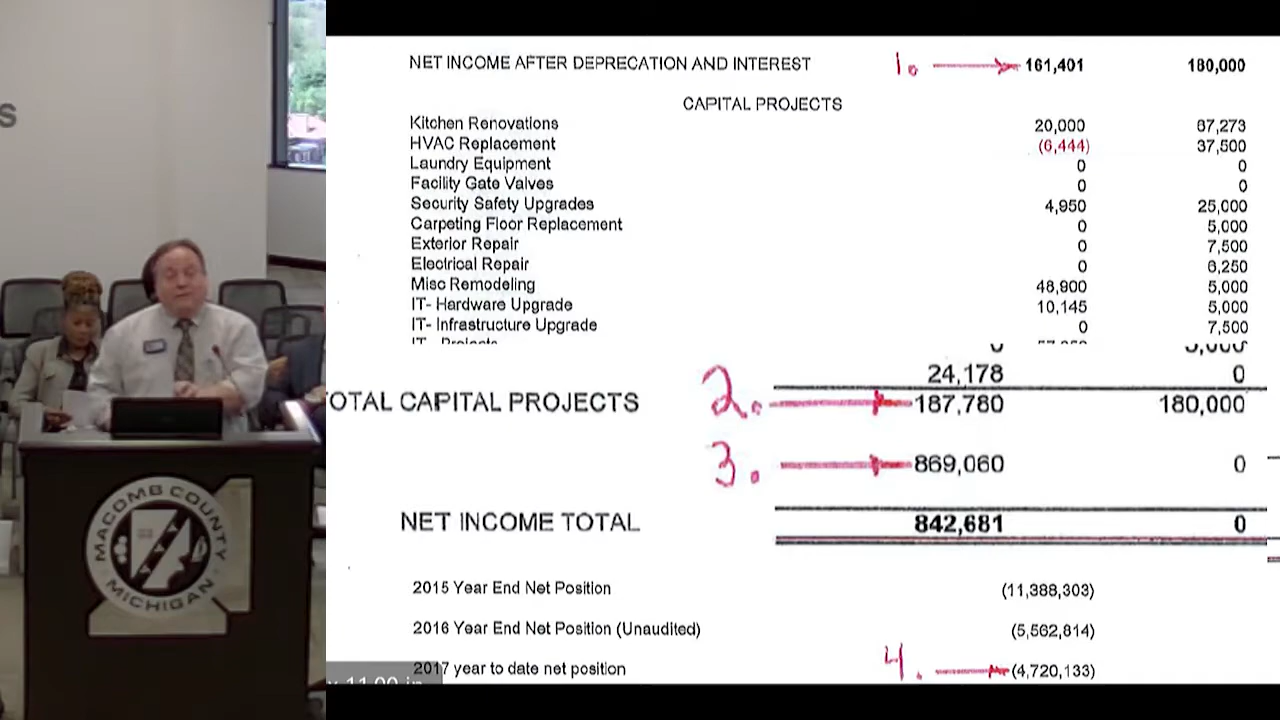 S
NET INCOME AFTER DEPRECATION AND INTEREST 1. 161,401 180,000
CAPITAL PROJECTS
Kitchen Renovations 20,000 67,273
HVAC Replacement (6,444) 37,500
Laundry Equipment 0 0
Facility Gate Valves 0 0
Security Safety Upgrades 4,950 25,000
Carpeting Floor Replacement 0 5,000
Exterior Repair 0 7,500
Electrical Repair 0 6,250
Misc Remodeling 48,900 5,000
IT- Hardware Upgrade 10,145 5,000
IT- Infrastructure Upgrade 0 7,500
IT- Projects
24,178 0
OTAL CAPITAL PROJECTS 2. 187,780 180,000
3. 869,060 0
NET INCOME TOTAL 842,681 0
2015 Year End Net Position (11,388,303)
2016 Year End Net Position (Unaudited) (5,562,814)
2017 year to date net position 4. (4,720,133)
MACOMB COUNTY
MICHIGAN